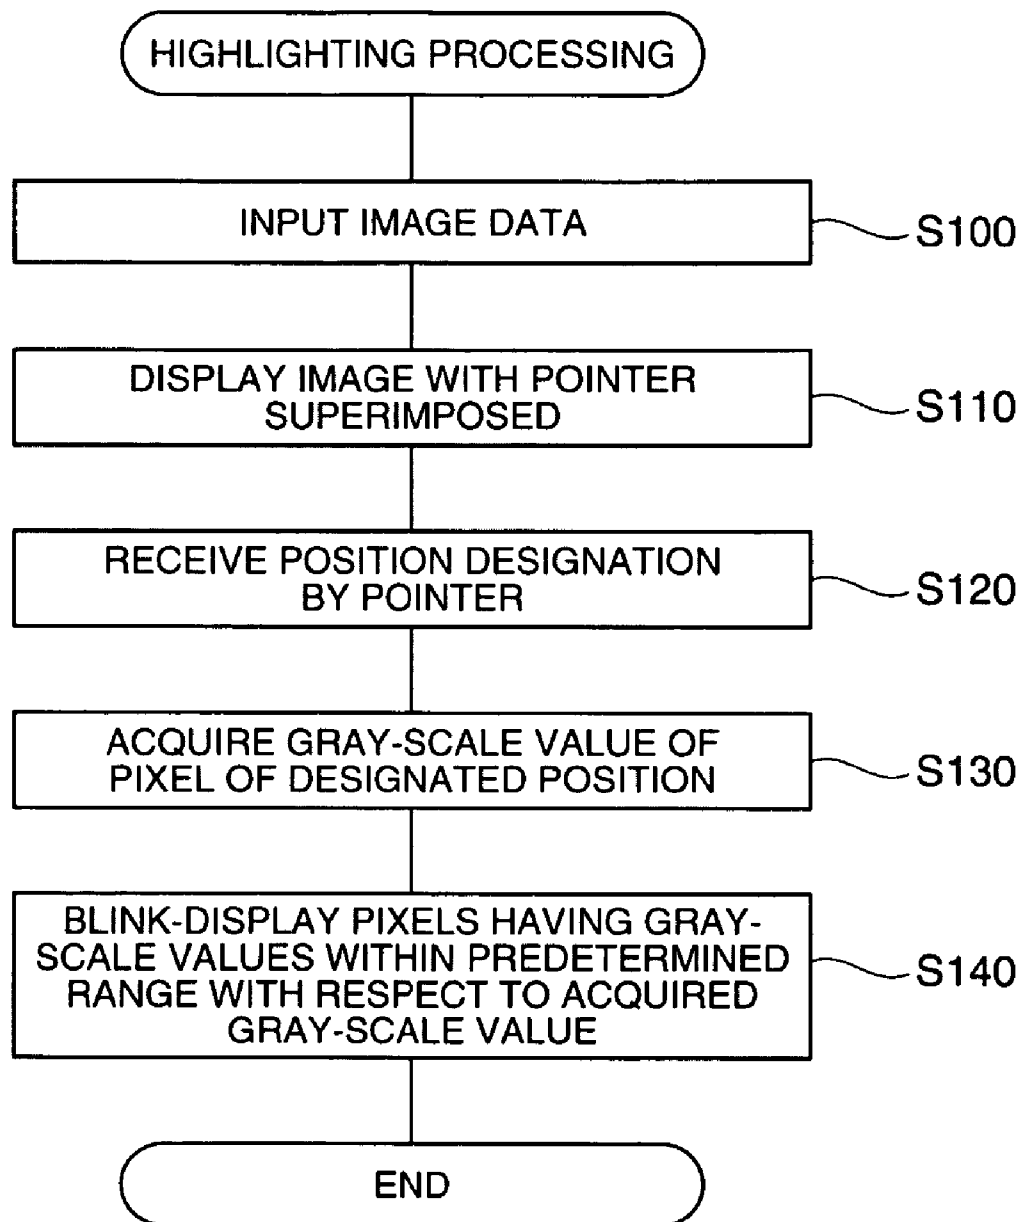 HIGHLIGHTING PROCESSING
INPUT IMAGE DATA
S100
DISPLAY IMAGE WITH POINTER
SUPERIMPOSED
S110
RECEIVE POSITION DESIGNATION
BY POINTER
S120
ACQUIRE GRAY-SCALE VALUE OF
PIXEL OF DESIGNATED POSITION
S130
BLINK-DISPLAY PIXELS HAVING GRAY-
SCALE VALUES WITHIN PREDETERMINED
RANGE WITH RESPECT TO ACQUIRED
GRAY-SCALE VALUE
S140
END